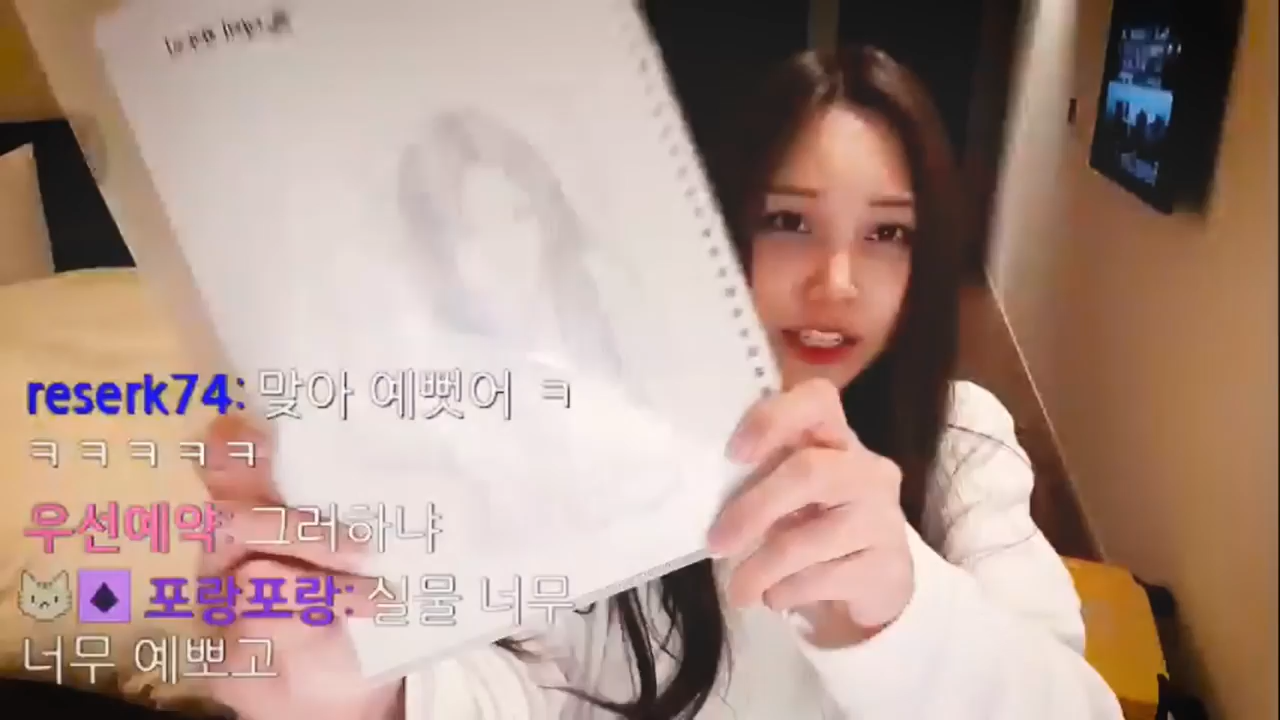 reserk74: 맞아 예뻣어 ㅋ
ㅋㅋㅋㅋㅋ
우선예약: 그러하냐
포랑포랑: 실물 너무
너무 예쁘고